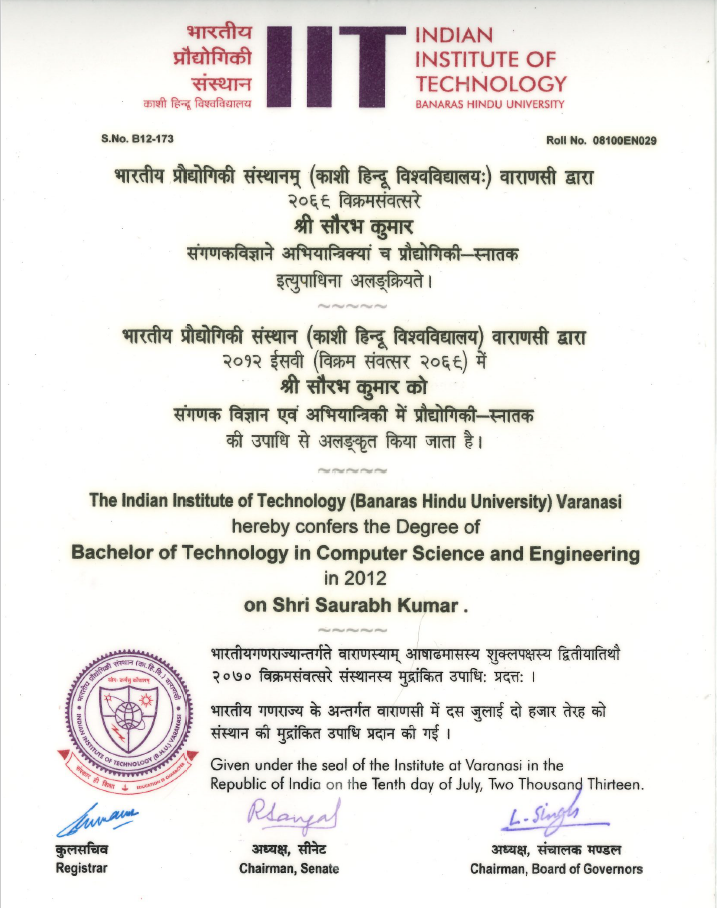 भारतीय
प्रौद्योगिकी
संस्थान
काशी हिन्दू विश्वविद्यालय
IIT
INDIAN
INSTITUTE OF
TECHNOLOGY
BANARAS HINDU UNIVERSITY
S.No. B12-173
Roll No. 08100EN029
भारतीय प्रौद्योगिकी संस्थानम् (काशी हिन्दू विश्वविद्यालयः) वाराणसी द्वारा
२०६९ विक्रमसंवत्सरे
श्री सौरभ कुमार
संगणकविज्ञाने अभियान्त्रिक्यां च प्रौद्योगिकी–स्नातक
इत्युपाधिना अलङ्क्रियते।
~~~~~
भारतीय प्रौद्योगिकी संस्थान (काशी हिन्दू विश्वविद्यालय) वाराणसी द्वारा
२०१२ ईसवी (विक्रम संवत्सर २०६९) में
श्री सौरभ कुमार को
संगणक विज्ञान एवं अभियान्त्रिकी में प्रौद्योगिकी–स्नातक
की उपाधि से अलङ्कृत किया जाता है।
~~~~~
The Indian Institute of Technology (Banaras Hindu University) Varanasi
hereby confers the Degree of
Bachelor of Technology in Computer Science and Engineering
in 2012
on Shri Saurabh Kumar .
~~~~~
भारतीयगणराज्यान्तर्गते वाराणस्याम् आषाढमासस्य शुक्लपक्षस्य द्वितीयातिथौ
२०७० विक्रमसंवत्सरे संस्थानस्य मुद्रांकित उपाधिः प्रदत्तः ।
भारतीय गणराज्य के अन्तर्गत वाराणसी में दस जुलाई दो हजार तेरह को
संस्थान की मुद्रांकित उपाधि प्रदान की गई ।
Given under the seal of the Institute at Varanasi in the
Republic of India on the Tenth day of July, Two Thousand Thirteen.
भारतीय प्रौद्योगिकी संस्थान (का.हि.वि.) वाराणसी
INDIAN INSTITUTE OF TECHNOLOGY (B.H.U.) VARANASI
RSangal
L. Singh
कुलसचिव
Registrar
अध्यक्ष, सीनेट
Chairman, Senate
अध्यक्ष, संचालक मण्डल
Chairman, Board of Governors